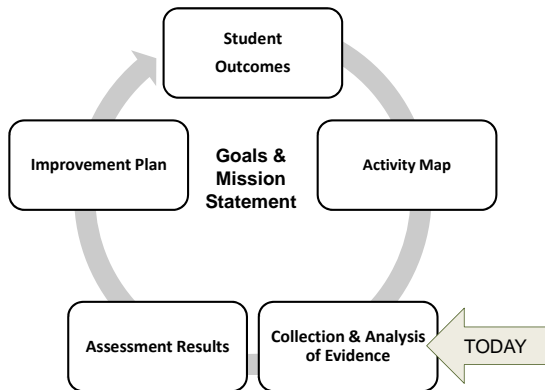 Student
Outcomes
Improvement Plan
Goals &
Mission
Statement
Activity Map
Assessment Results
Collection & Analysis
of Evidence
TODAY